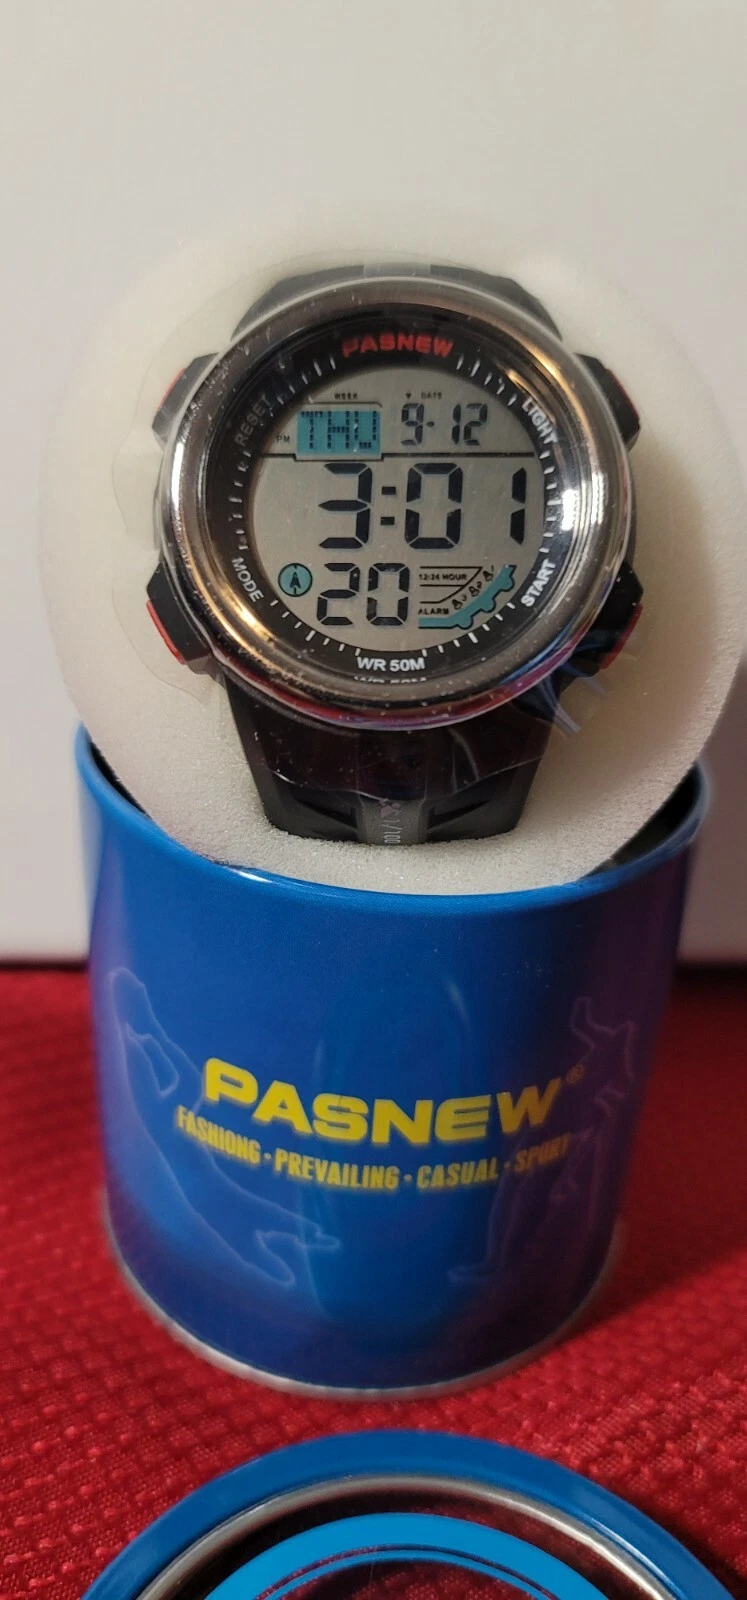 PASNEW
WEEK DATE
RESET LIGHT
PM THU 9-12
3:01
20 12/24 HOUR
ALARM
MODE START
WR 50M
PASNEW®
FASHIONG·PREVAILING·CASUAL·SPORT